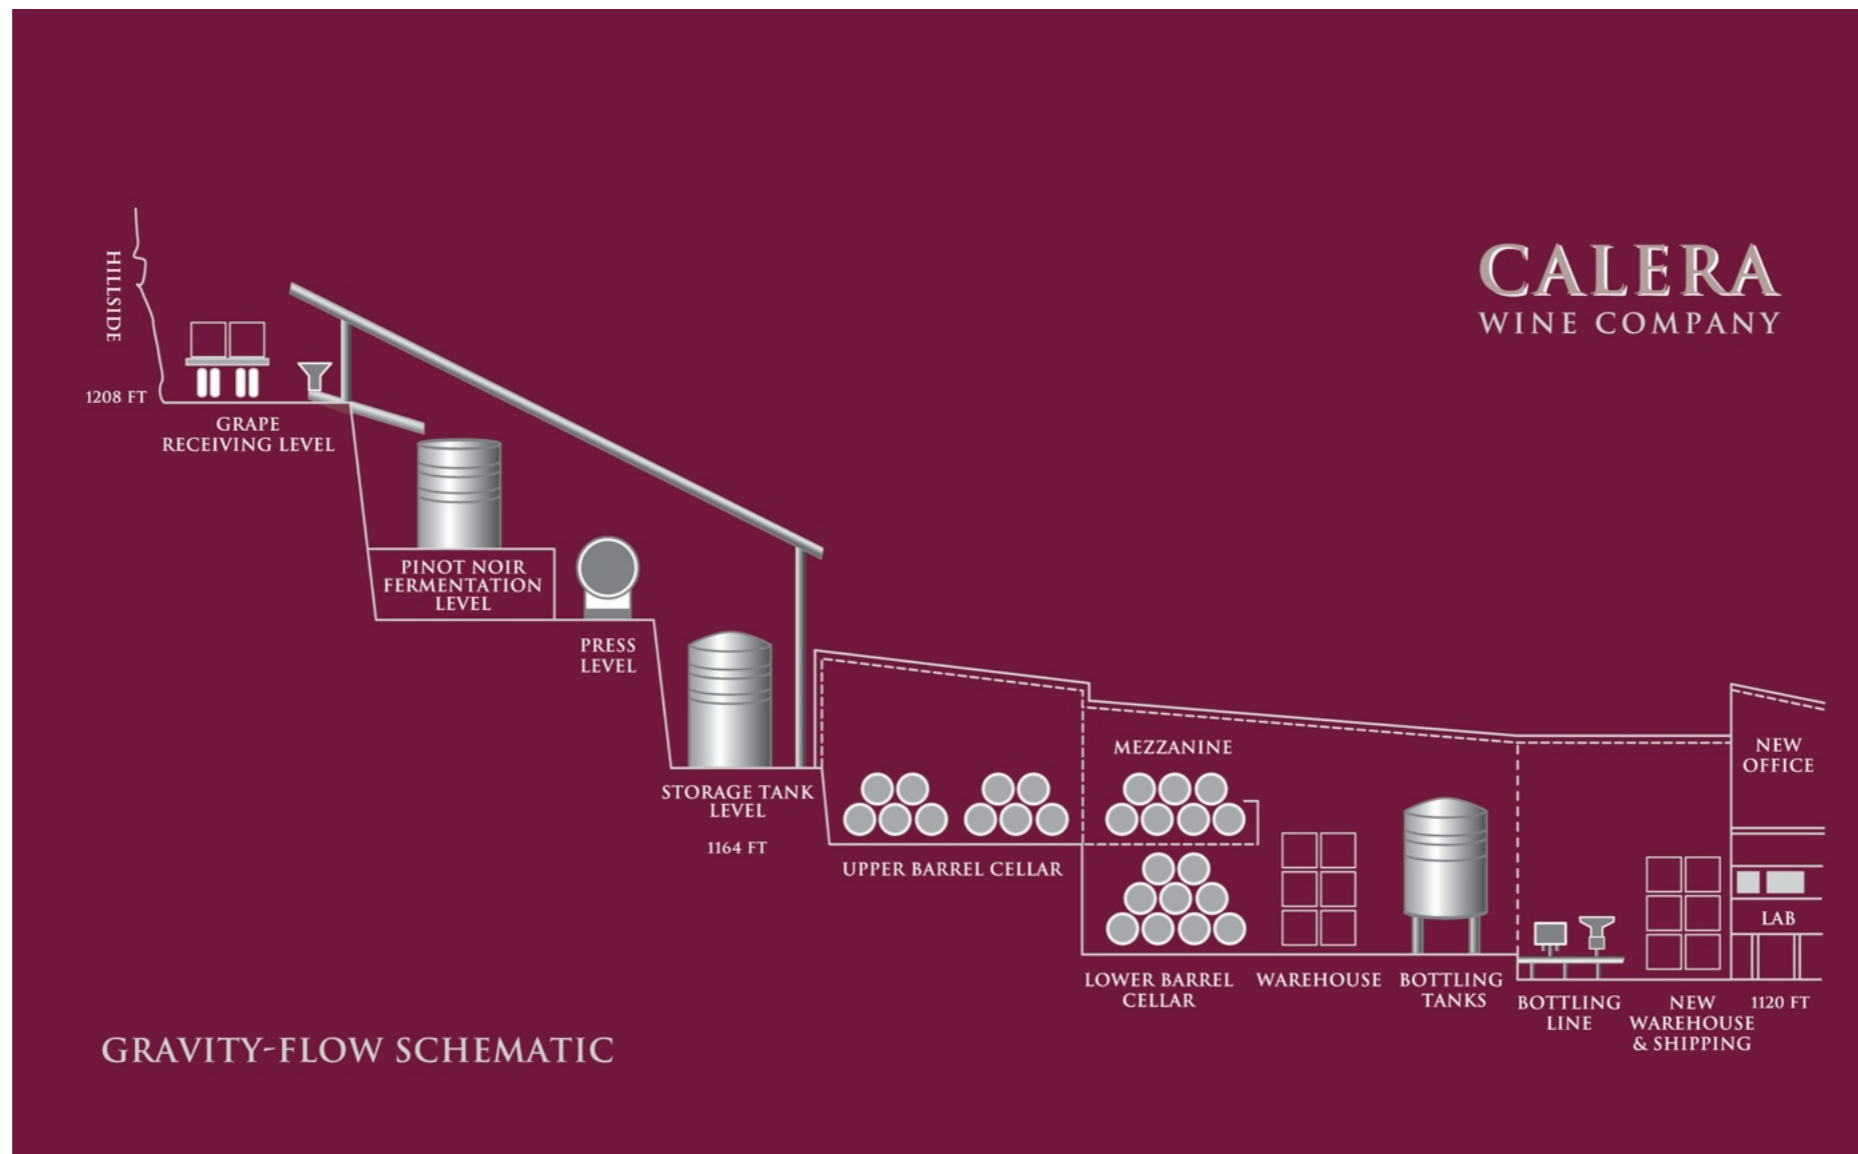 CALERA
WINE COMPANY
HILLSIDE
1208 FT
GRAPE
RECEIVING LEVEL
PINOT NOIR
FERMENTATION
LEVEL
PRESS
LEVEL
STORAGE TANK
LEVEL
1164 FT
UPPER BARREL CELLAR
MEZZANINE
LOWER BARREL
CELLAR
WAREHOUSE
BOTTLING
TANKS
BOTTLING
LINE
NEW
WAREHOUSE
& SHIPPING
NEW
OFFICE
LAB
1120 FT
GRAVITY-FLOW SCHEMATIC